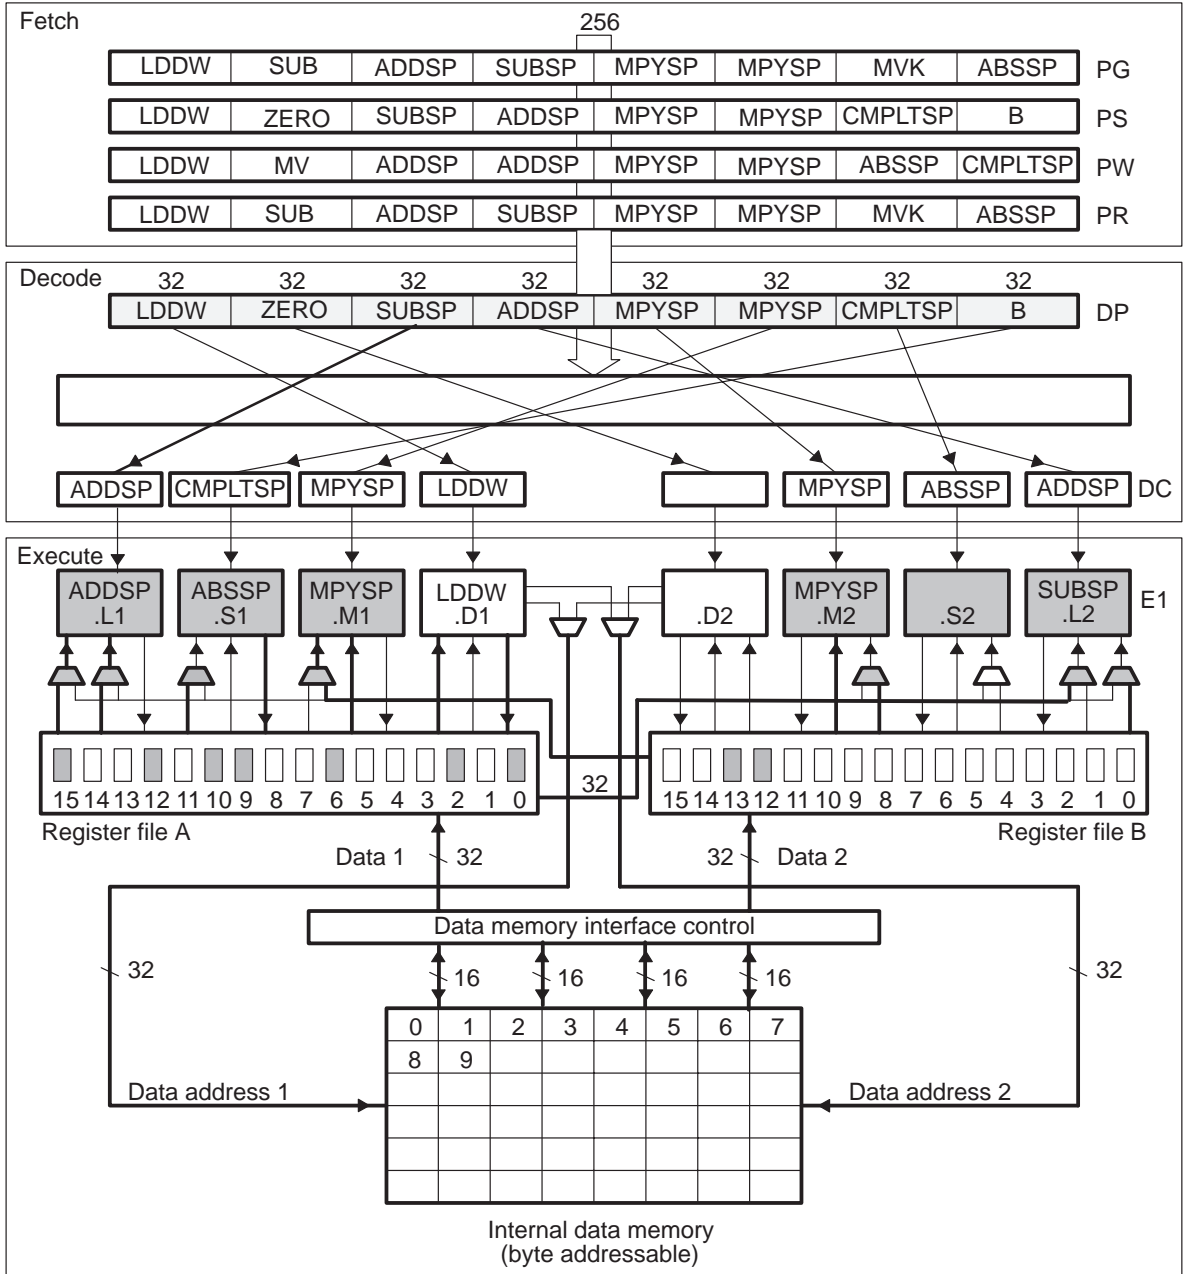 Fetch
256
LDDW SUB ADDSP SUBSP MPYSP MPYSP MVK ABSSP PG
LDDW ZERO SUBSP ADDSP MPYSP MPYSP CMPLTSP B PS
LDDW MV ADDSP ADDSP MPYSP MPYSP ABSSP CMPLTSP PW
LDDW SUB ADDSP SUBSP MPYSP MPYSP MVK ABSSP PR
Decode
32 32 32 32 32 32 32 32
LDDW ZERO SUBSP ADDSP MPYSP MPYSP CMPLTSP B DP
ADDSP CMPLTSP MPYSP LDDW MPYSP ABSSP ADDSP DC
Execute
ADDSP ABSSP MPYSP LDDW MPYSP SUBSP E1
.L1 .S1 .M1 .D1 .D2 .M2 .S2 .L2
32
15 14 13 12 11 10 9 8 7 6 5 4 3 2 1 0
15 14 13 12 11 10 9 8 7 6 5 4 3 2 1 0
Register file A
Register file B
Data 1 32
32 Data 2
Data memory interface control
32
16 16 16 16
32
0 1 2 3 4 5 6 7
8 9
Data address 1
Data address 2
Internal data memory
(byte addressable)